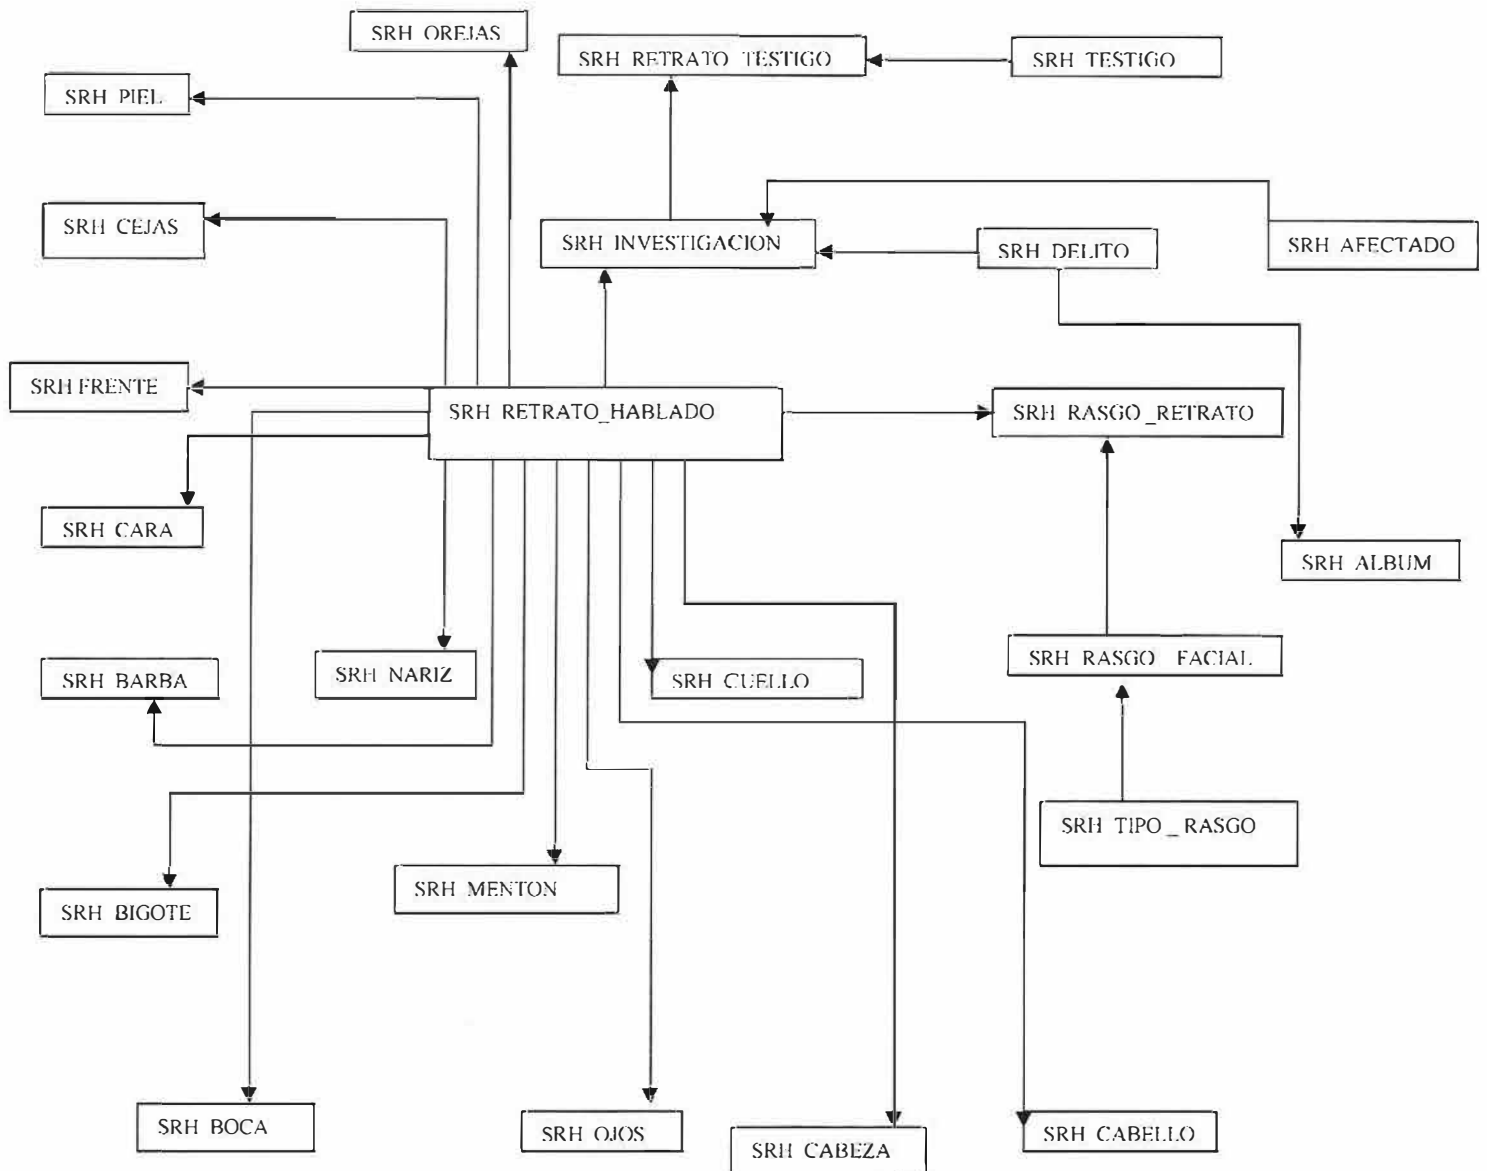 SRH OREJAS
SRH RETRATO_TESTIGO
SRH TESTIGO
SRH PIEL
SRH CEJAS
SRH INVESTIGACION
SRH DELITO
SRH AFECTADO
SRH FRENTE
SRH RETRATO_HABLADO
SRH RASGO_RETRATO
SRH CARA
SRH ALBUM
SRH BARBA
SRH NARIZ
SRH CUELLO
SRH RASGO FACIAL
SRH TIPO_RASGO
SRH MENTON
SRH BIGOTE
SRH BOCA
SRH OJOS
SRH CABEZA
SRH CABELLO